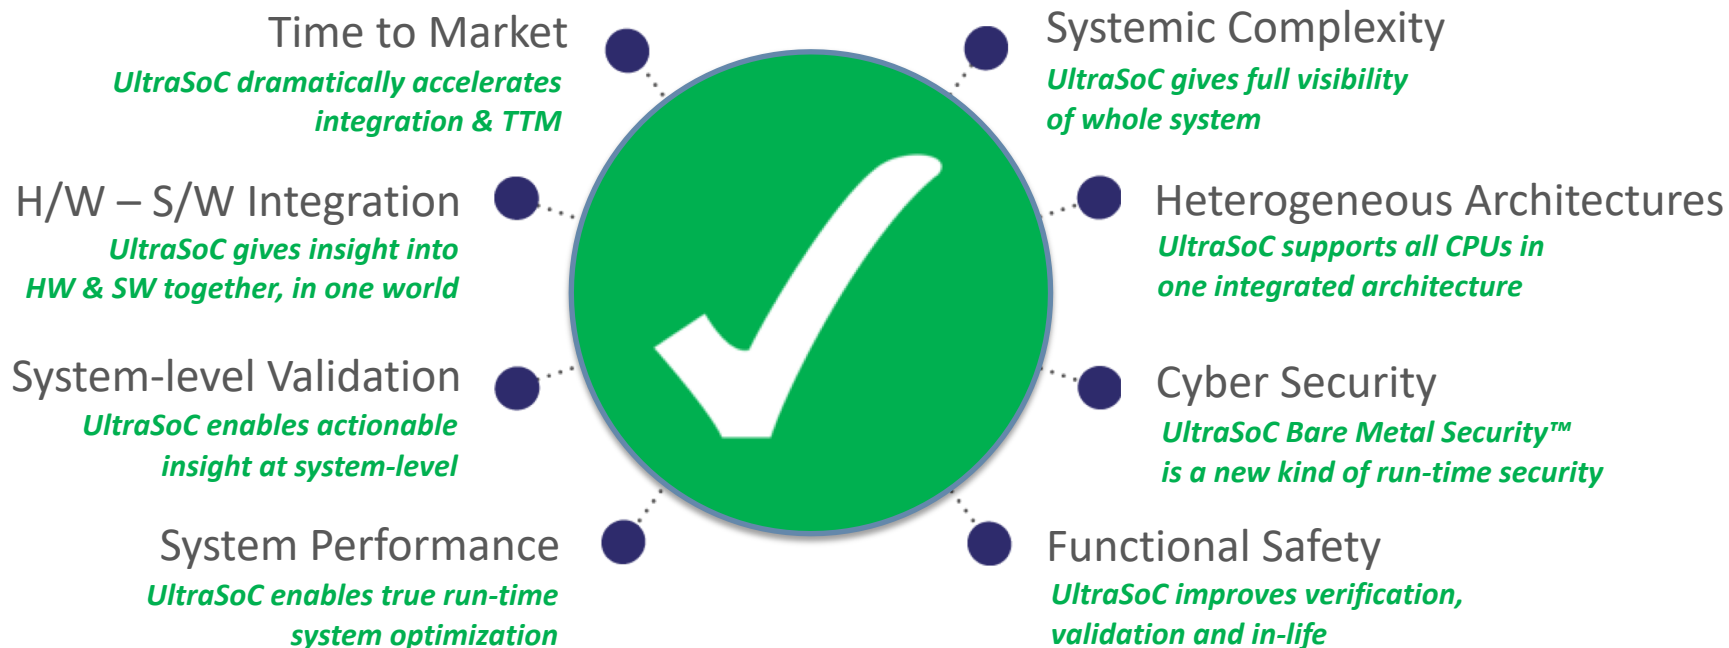 Time to Market
UltraSoC dramatically accelerates
integration & TTM
H/W – S/W Integration
UltraSoC gives insight into
HW & SW together, in one world
System-level Validation
UltraSoC enables actionable
insight at system-level
System Performance
UltraSoC enables true run-time
system optimization
Systemic Complexity
UltraSoC gives full visibility
of whole system
Heterogeneous Architectures
UltraSoC supports all CPUs in
one integrated architecture
Cyber Security
UltraSoC Bare Metal Security™
is a new kind of run-time security
Functional Safety
UltraSoC improves verification,
validation and in-life